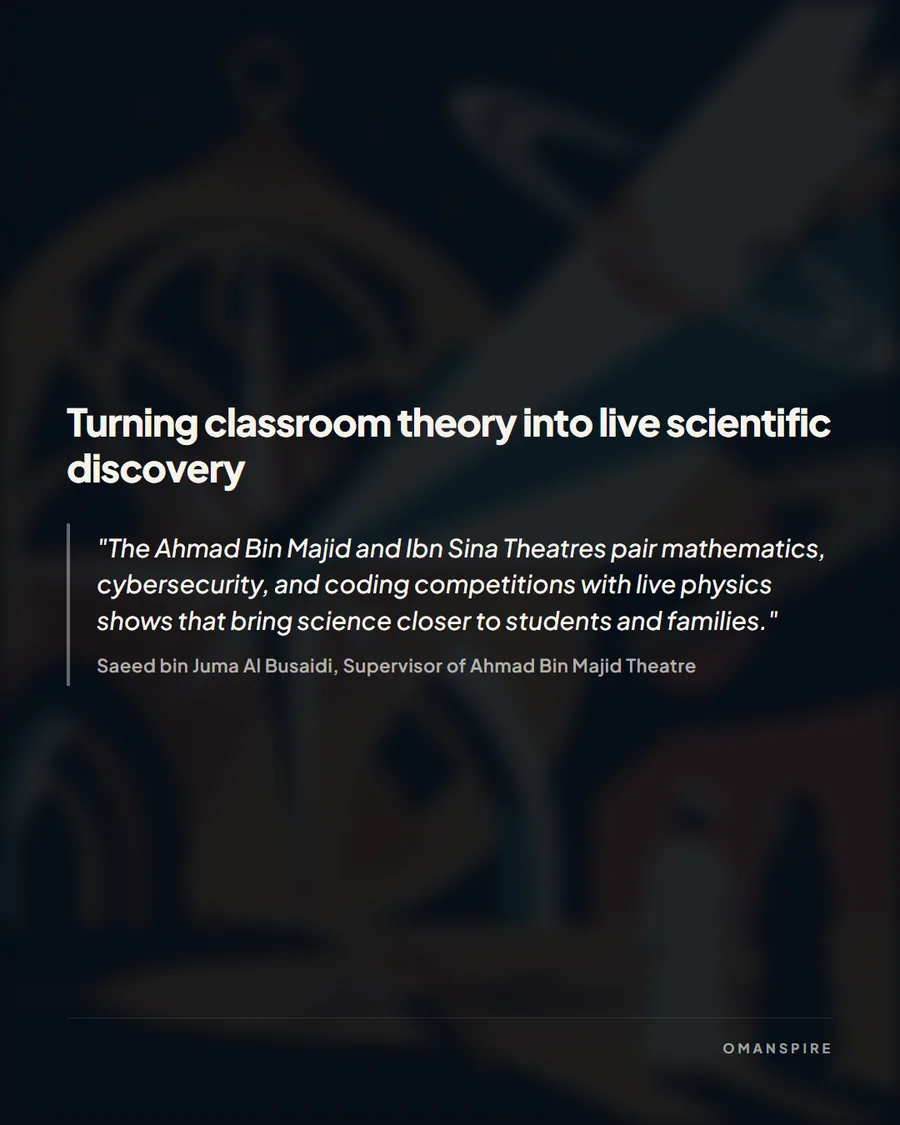 Turning classroom theory into live scientific
discovery
"The Ahmad Bin Majid and Ibn Sina Theatres pair mathematics,
cybersecurity, and coding competitions with live physics
shows that bring science closer to students and families."
Saeed bin Juma Al Busaidi, Supervisor of Ahmad Bin Majid Theatre
OMANSPIRE